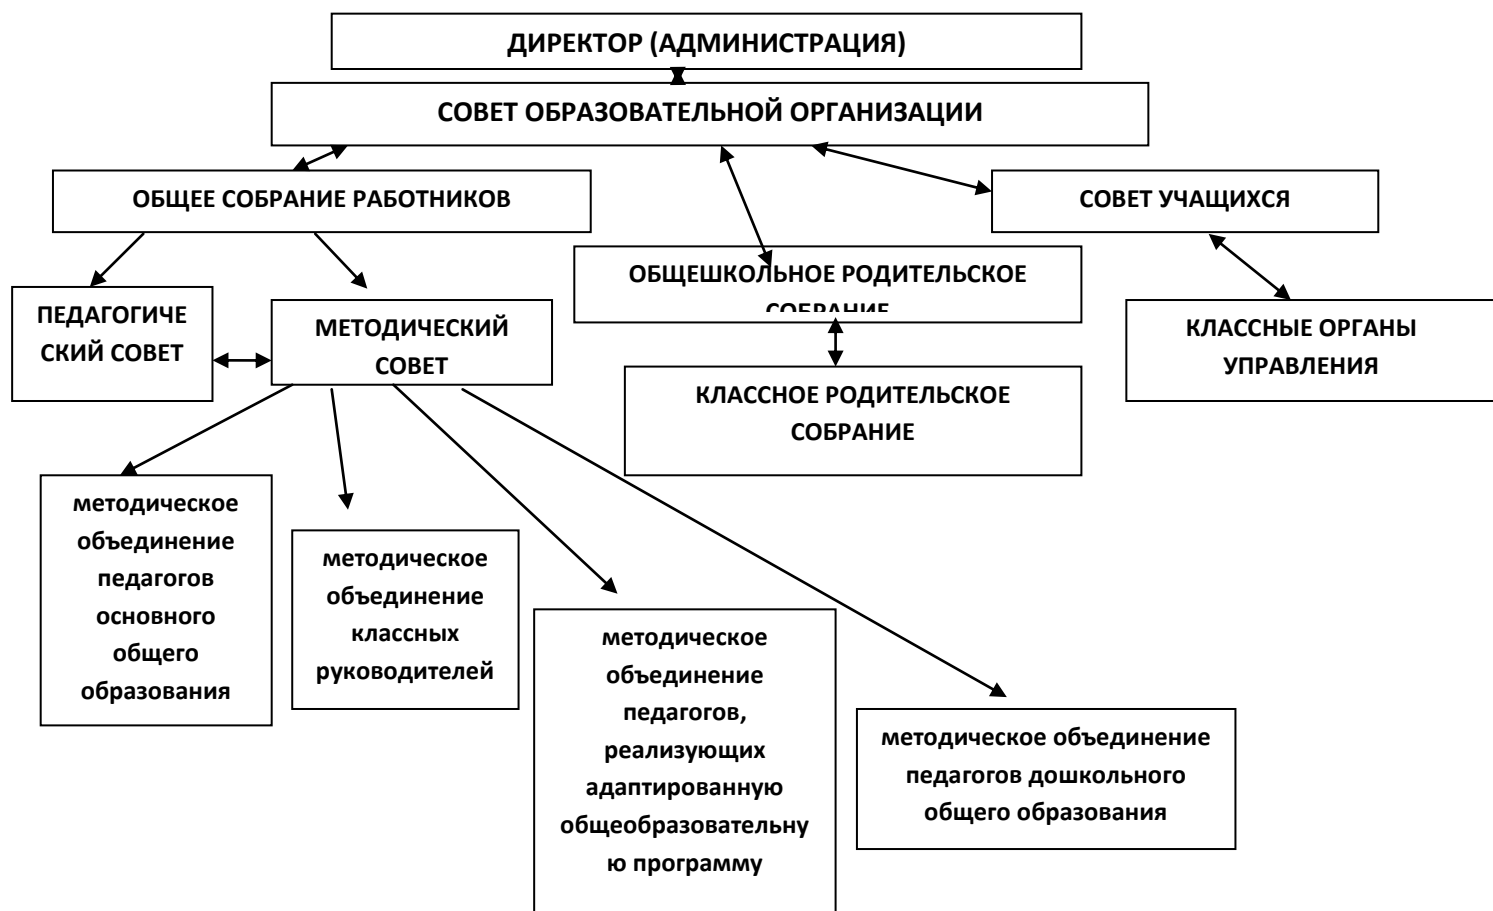 ДИРЕКТОР (АДМИНИСТРАЦИЯ)
СОВЕТ ОБРАЗОВАТЕЛЬНОЙ ОРГАНИЗАЦИИ
ОБЩЕЕ СОБРАНИЕ РАБОТНИКОВ
СОВЕТ УЧАЩИХСЯ
ОБЩЕШКОЛЬНОЕ РОДИТЕЛЬСКОЕ
СОБРАНИЕ
ПЕДАГОГИЧЕ
СКИЙ СОВЕТ
МЕТОДИЧЕСКИЙ
СОВЕТ
КЛАССНЫЕ ОРГАНЫ
УПРАВЛЕНИЯ
КЛАССНОЕ РОДИТЕЛЬСКОЕ
СОБРАНИЕ
методическое
объединение
педагогов
основного
общего
образования
методическое
объединение
классных
руководителей
методическое
объединение
педагогов,
реализующих
адаптированную
общеобразовательну
ю программу
методическое объединение
педагогов дошкольного
общего образования